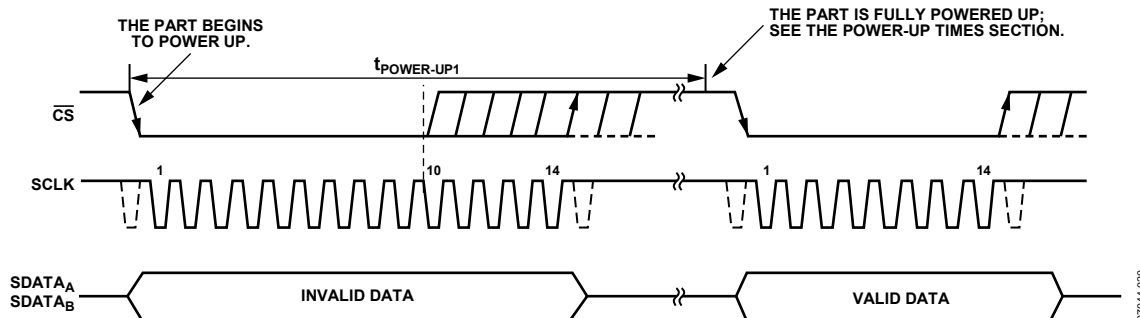 THE PART BEGINS
TO POWER UP.
THE PART IS FULLY POWERED UP;
SEE THE POWER-UP TIMES SECTION.
tPOWER-UP1
CS
SCLK
1
10
14
1
14
SDATAA
SDATAB
INVALID DATA
VALID DATA